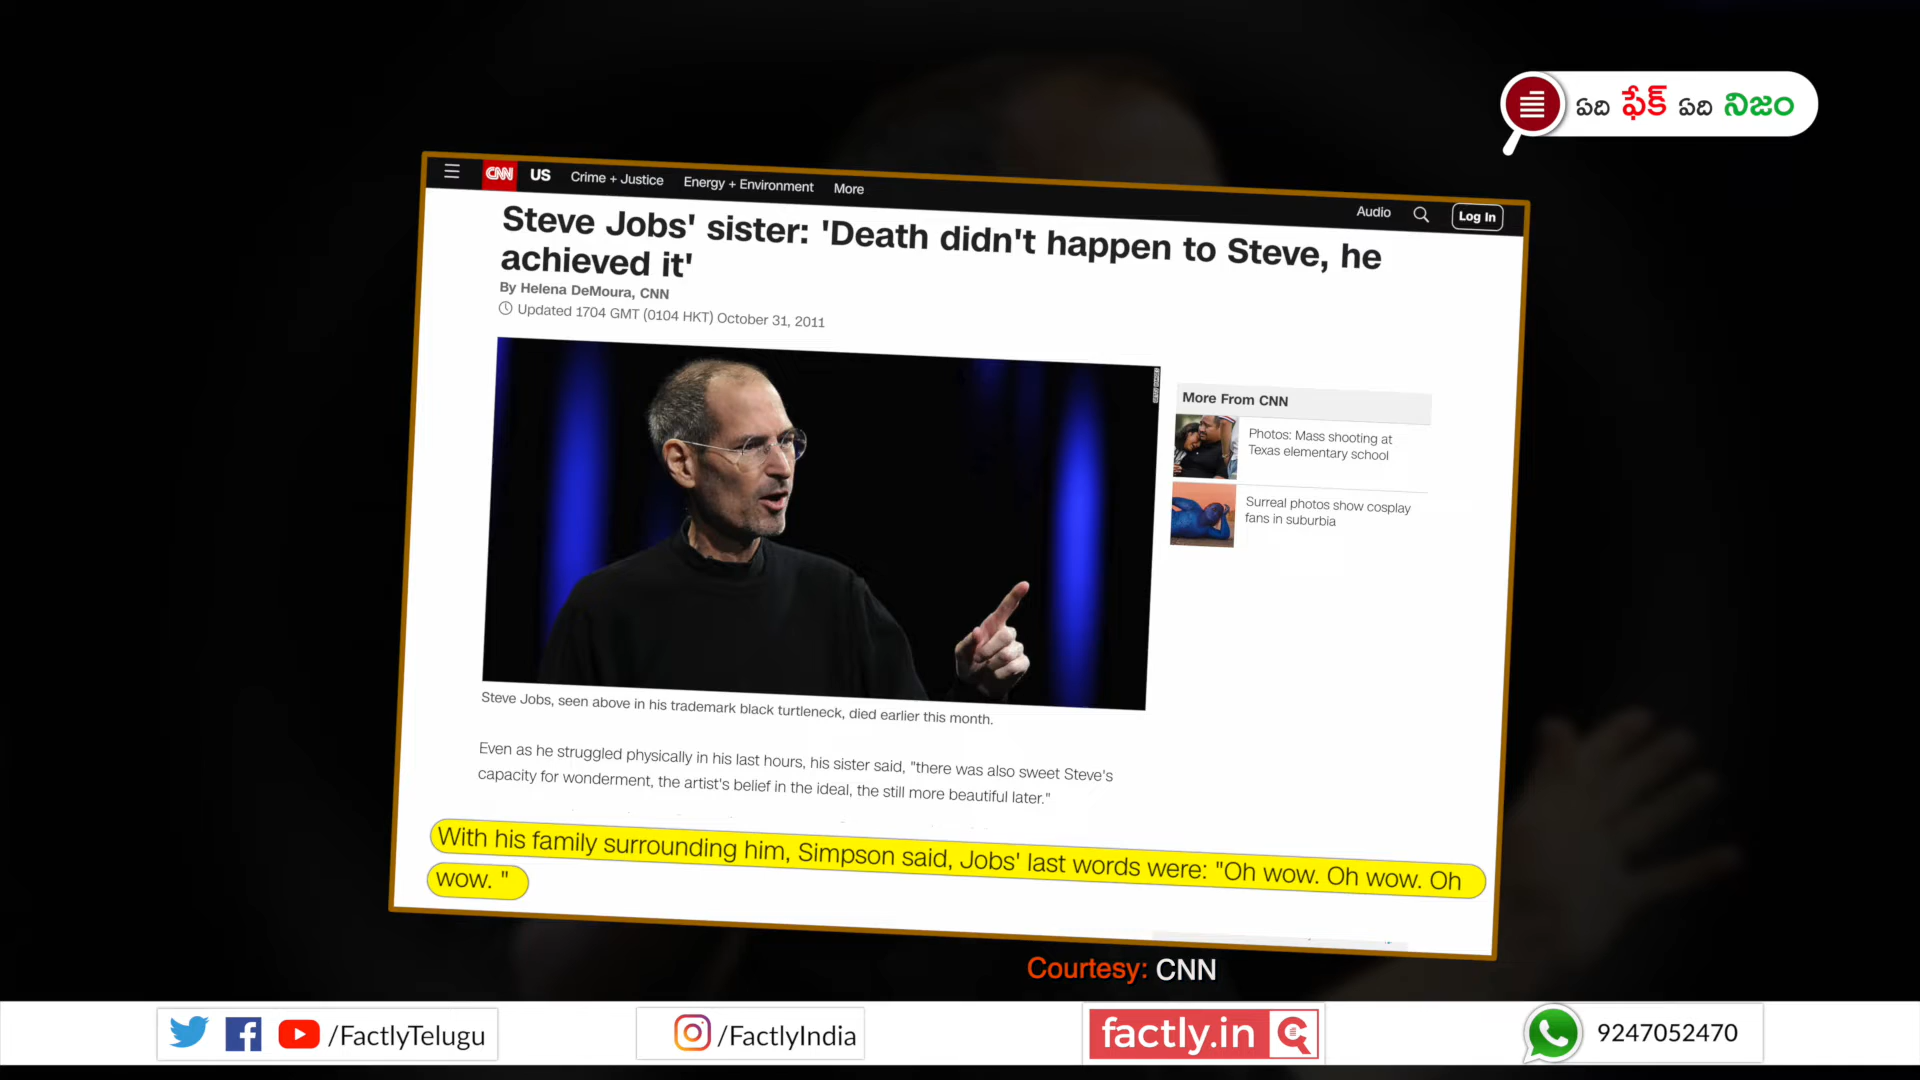 ఏది ఫేక్ ఏది నిజం
CNN US Crime + Justice Energy + Environment More Audio Log In
Steve Jobs' sister: 'Death didn't happen to Steve, he
achieved it'
By Helena DeMoura, CNN
Updated 1704 GMT (0104 HKT) October 31, 2011
More From CNN
Photos: Mass shooting at
Texas elementary school
Surreal photos show cosplay
fans in suburbia
Steve Jobs, seen above in his trademark black turtleneck, died earlier this month.
Even as he struggled physically in his last hours, his sister said, "there was also sweet Steve's
capacity for wonderment, the artist's belief in the ideal, the still more beautiful later."
With his family surrounding him, Simpson said, Jobs' last words were: "Oh wow. Oh wow. Oh
wow. "
Courtesy: CNN
/FactlyTelugu /FactlyIndia factly.in 9247052470